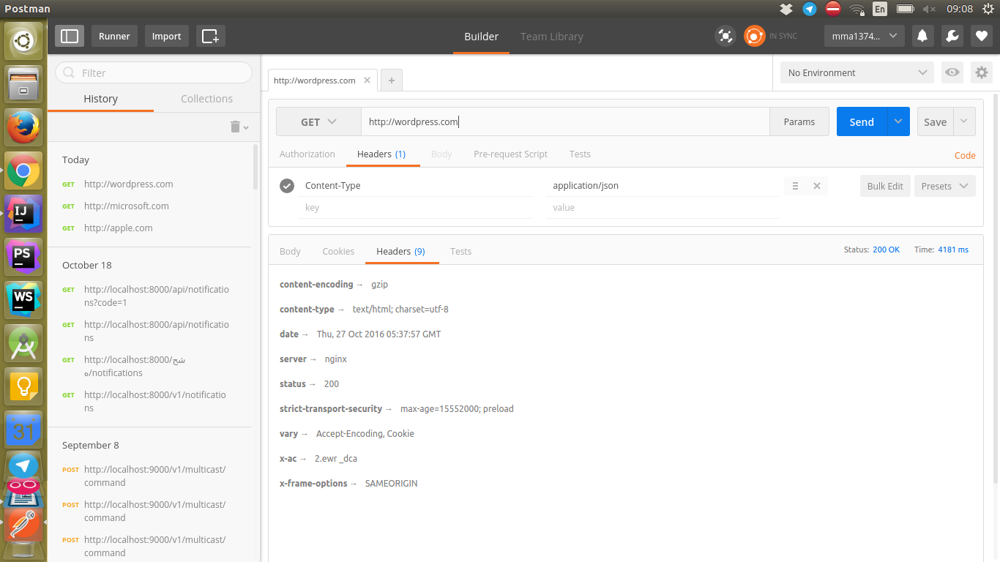 Postman
En
09:08
Runner
Import
Builder
Team Library
IN SYNC
mma1374...
Filter
History
Collections
Today
GET http://wordpress.com
GET http://microsoft.com
GET http://apple.com
October 18
GET http://localhost:8000/api/notificatio
ns?code=1
GET http://localhost:8000/api/notificatio
ns
GET http://localhost:8000/شح
ه/notifications
GET http://localhost:8000/v1/notificatio
ns
September 8
POST http://localhost:9000/v1/multicast/
command
POST http://localhost:9000/v1/multicast/
command
POST http://localhost:9000/v1/multicast/
command
IJ
PS
WS
31
http://wordpress.com
No Environment
GET
http://wordpress.com
Params
Send
Save
Authorization
Headers (1)
Body
Pre-request Script
Tests
Code
Content-Type
application/json
Bulk Edit
Presets
key
value
Body
Cookies
Headers (9)
Tests
Status: 200 OK
Time: 4181 ms
content-encoding → gzip
content-type → text/html; charset=utf-8
date → Thu, 27 Oct 2016 05:37:57 GMT
server → nginx
status → 200
strict-transport-security → max-age=15552000; preload
vary → Accept-Encoding, Cookie
x-ac → 2.ewr _dca
x-frame-options → SAMEORIGIN